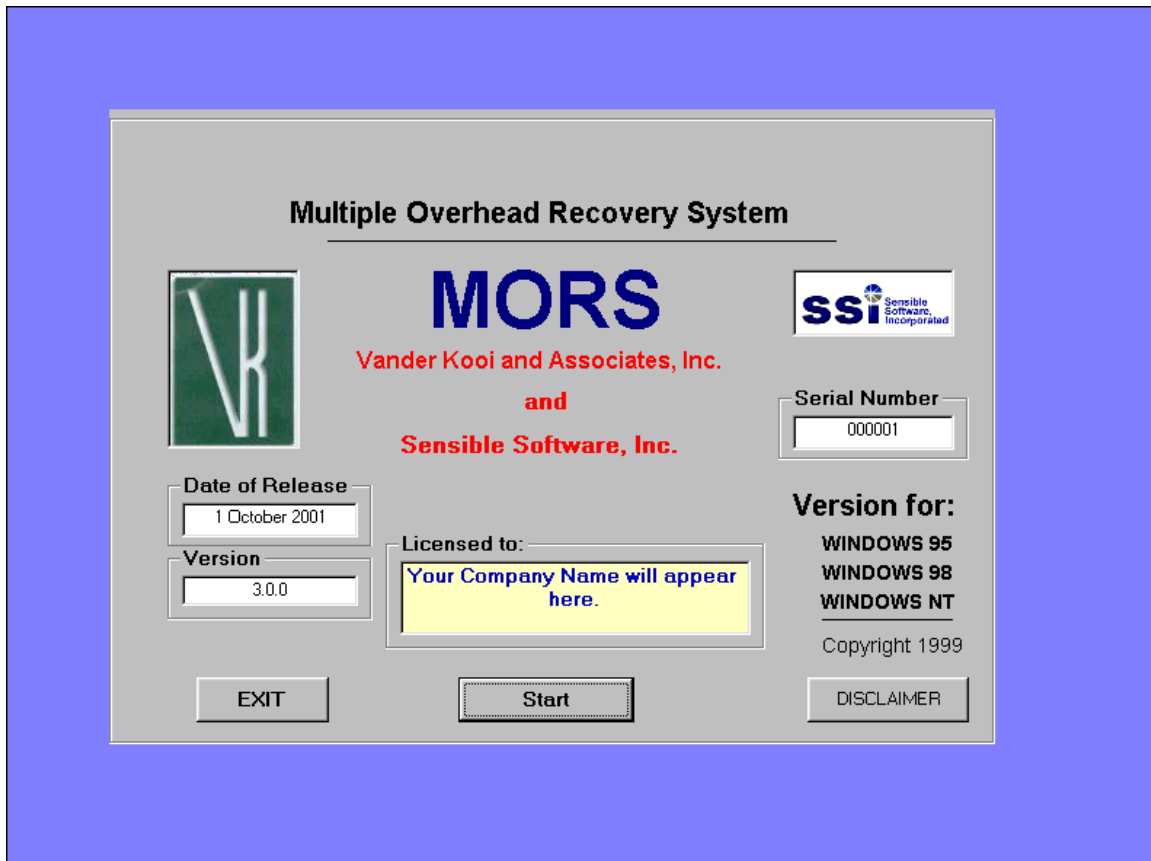 Multiple Overhead Recovery System
VK
MORS
SSi Sensible
Software,
Incorporated
Vander Kooi and Associates, Inc.
and
Sensible Software, Inc.
Serial Number
000001
Date of Release
1 October 2001
Version
3.0.0
Licensed to:
Your Company Name will appear
here.
Version for:
WINDOWS 95
WINDOWS 98
WINDOWS NT
Copyright 1999
EXIT
Start
DISCLAIMER